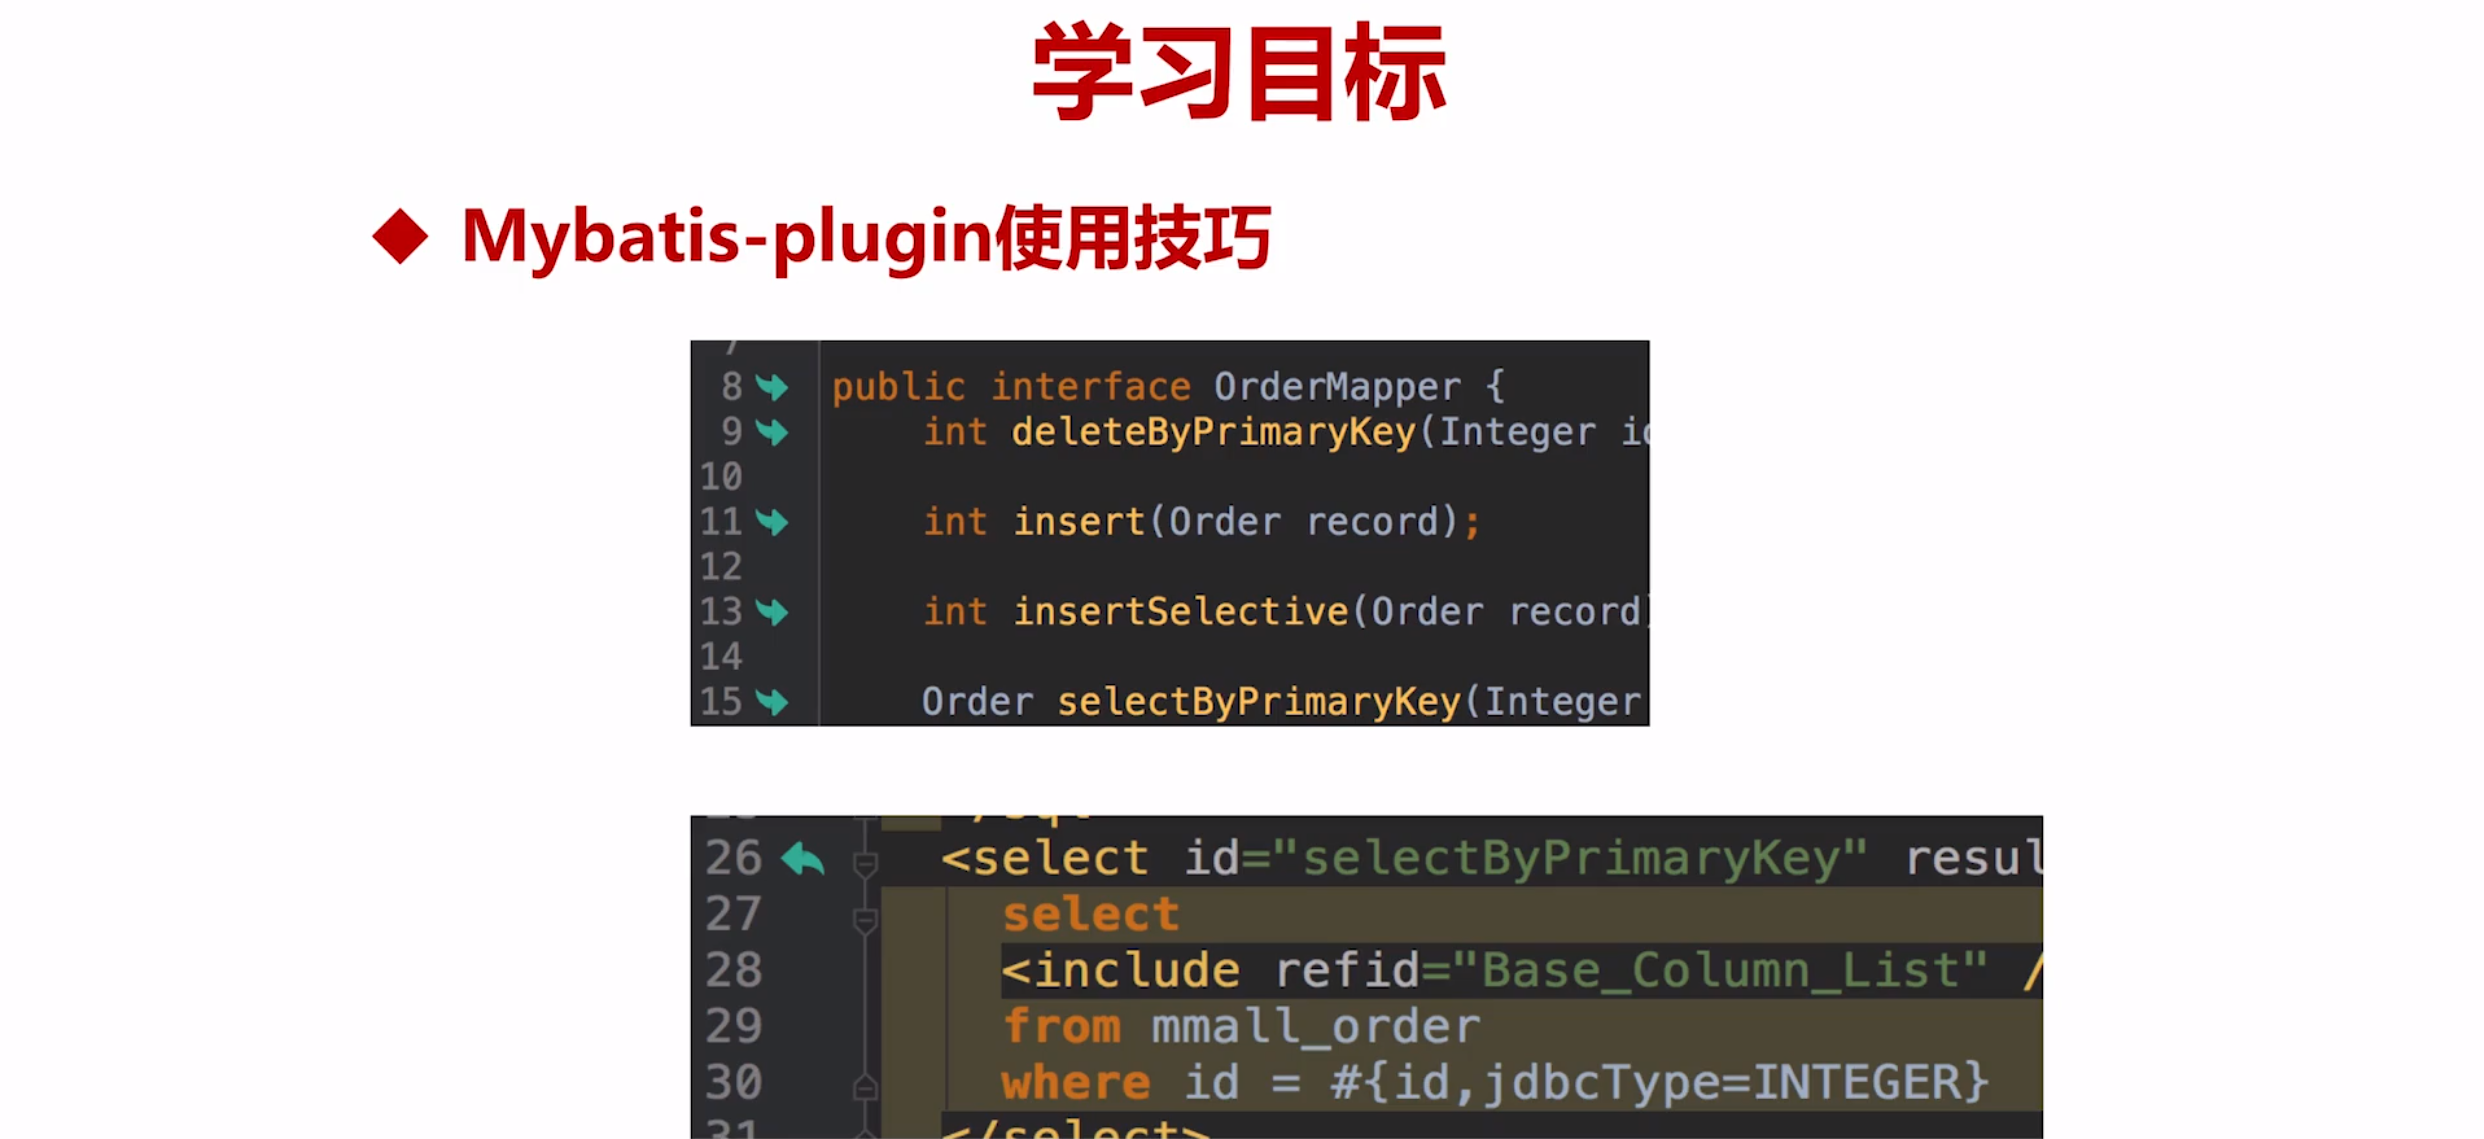 学习目标
◆ Mybatis-plugin使用技巧
7
8 public interface OrderMapper {
9 int deleteByPrimaryKey(Integer id
10
11 int insert(Order record);
12
13 int insertSelective(Order record)
14
15 Order selectByPrimaryKey(Integer
26 <select id="selectByPrimaryKey" resul
27 select
28 <include refid="Base_Column_List" /
29 from mmall_order
30 where id = #{id,jdbcType=INTEGER}
31 </select>